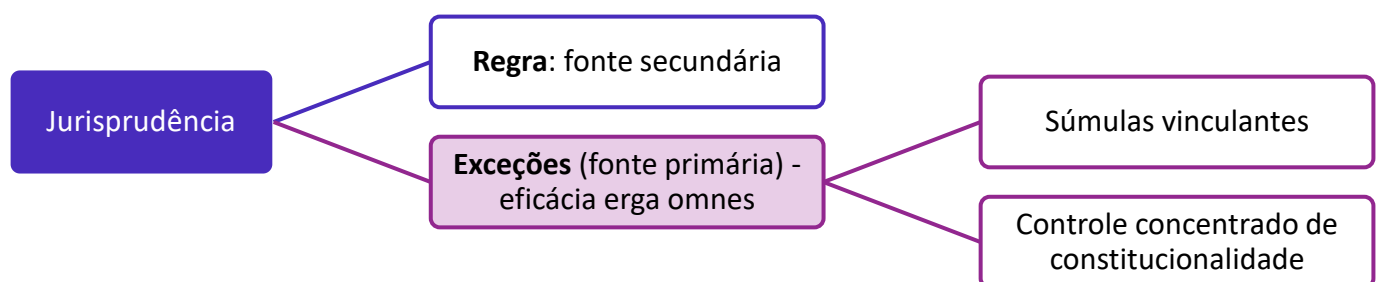 Jurisprudência
Regra: fonte secundária
Exceções (fonte primária) -
eficácia erga omnes
Súmulas vinculantes
Controle concentrado de
constitucionalidade